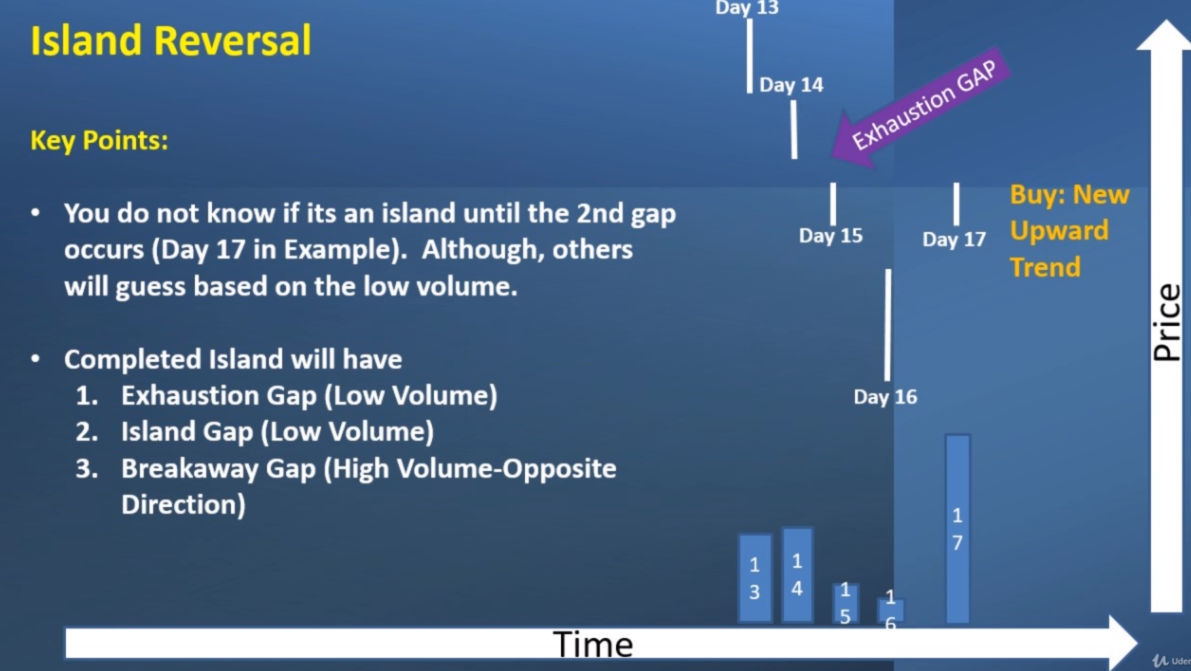 Island Reversal
Key Points:
• You do not know if its an island until the 2nd gap
occurs (Day 17 in Example). Although, others
will guess based on the low volume.
• Completed Island will have
1. Exhaustion Gap (Low Volume)
2. Island Gap (Low Volume)
3. Breakaway Gap (High Volume-Opposite
Direction)
Day 13
Day 14
Exhaustion GAP
Day 15
Day 17
Day 16
Buy: New
Upward
Trend
Price
13
14
15
16
17
Time